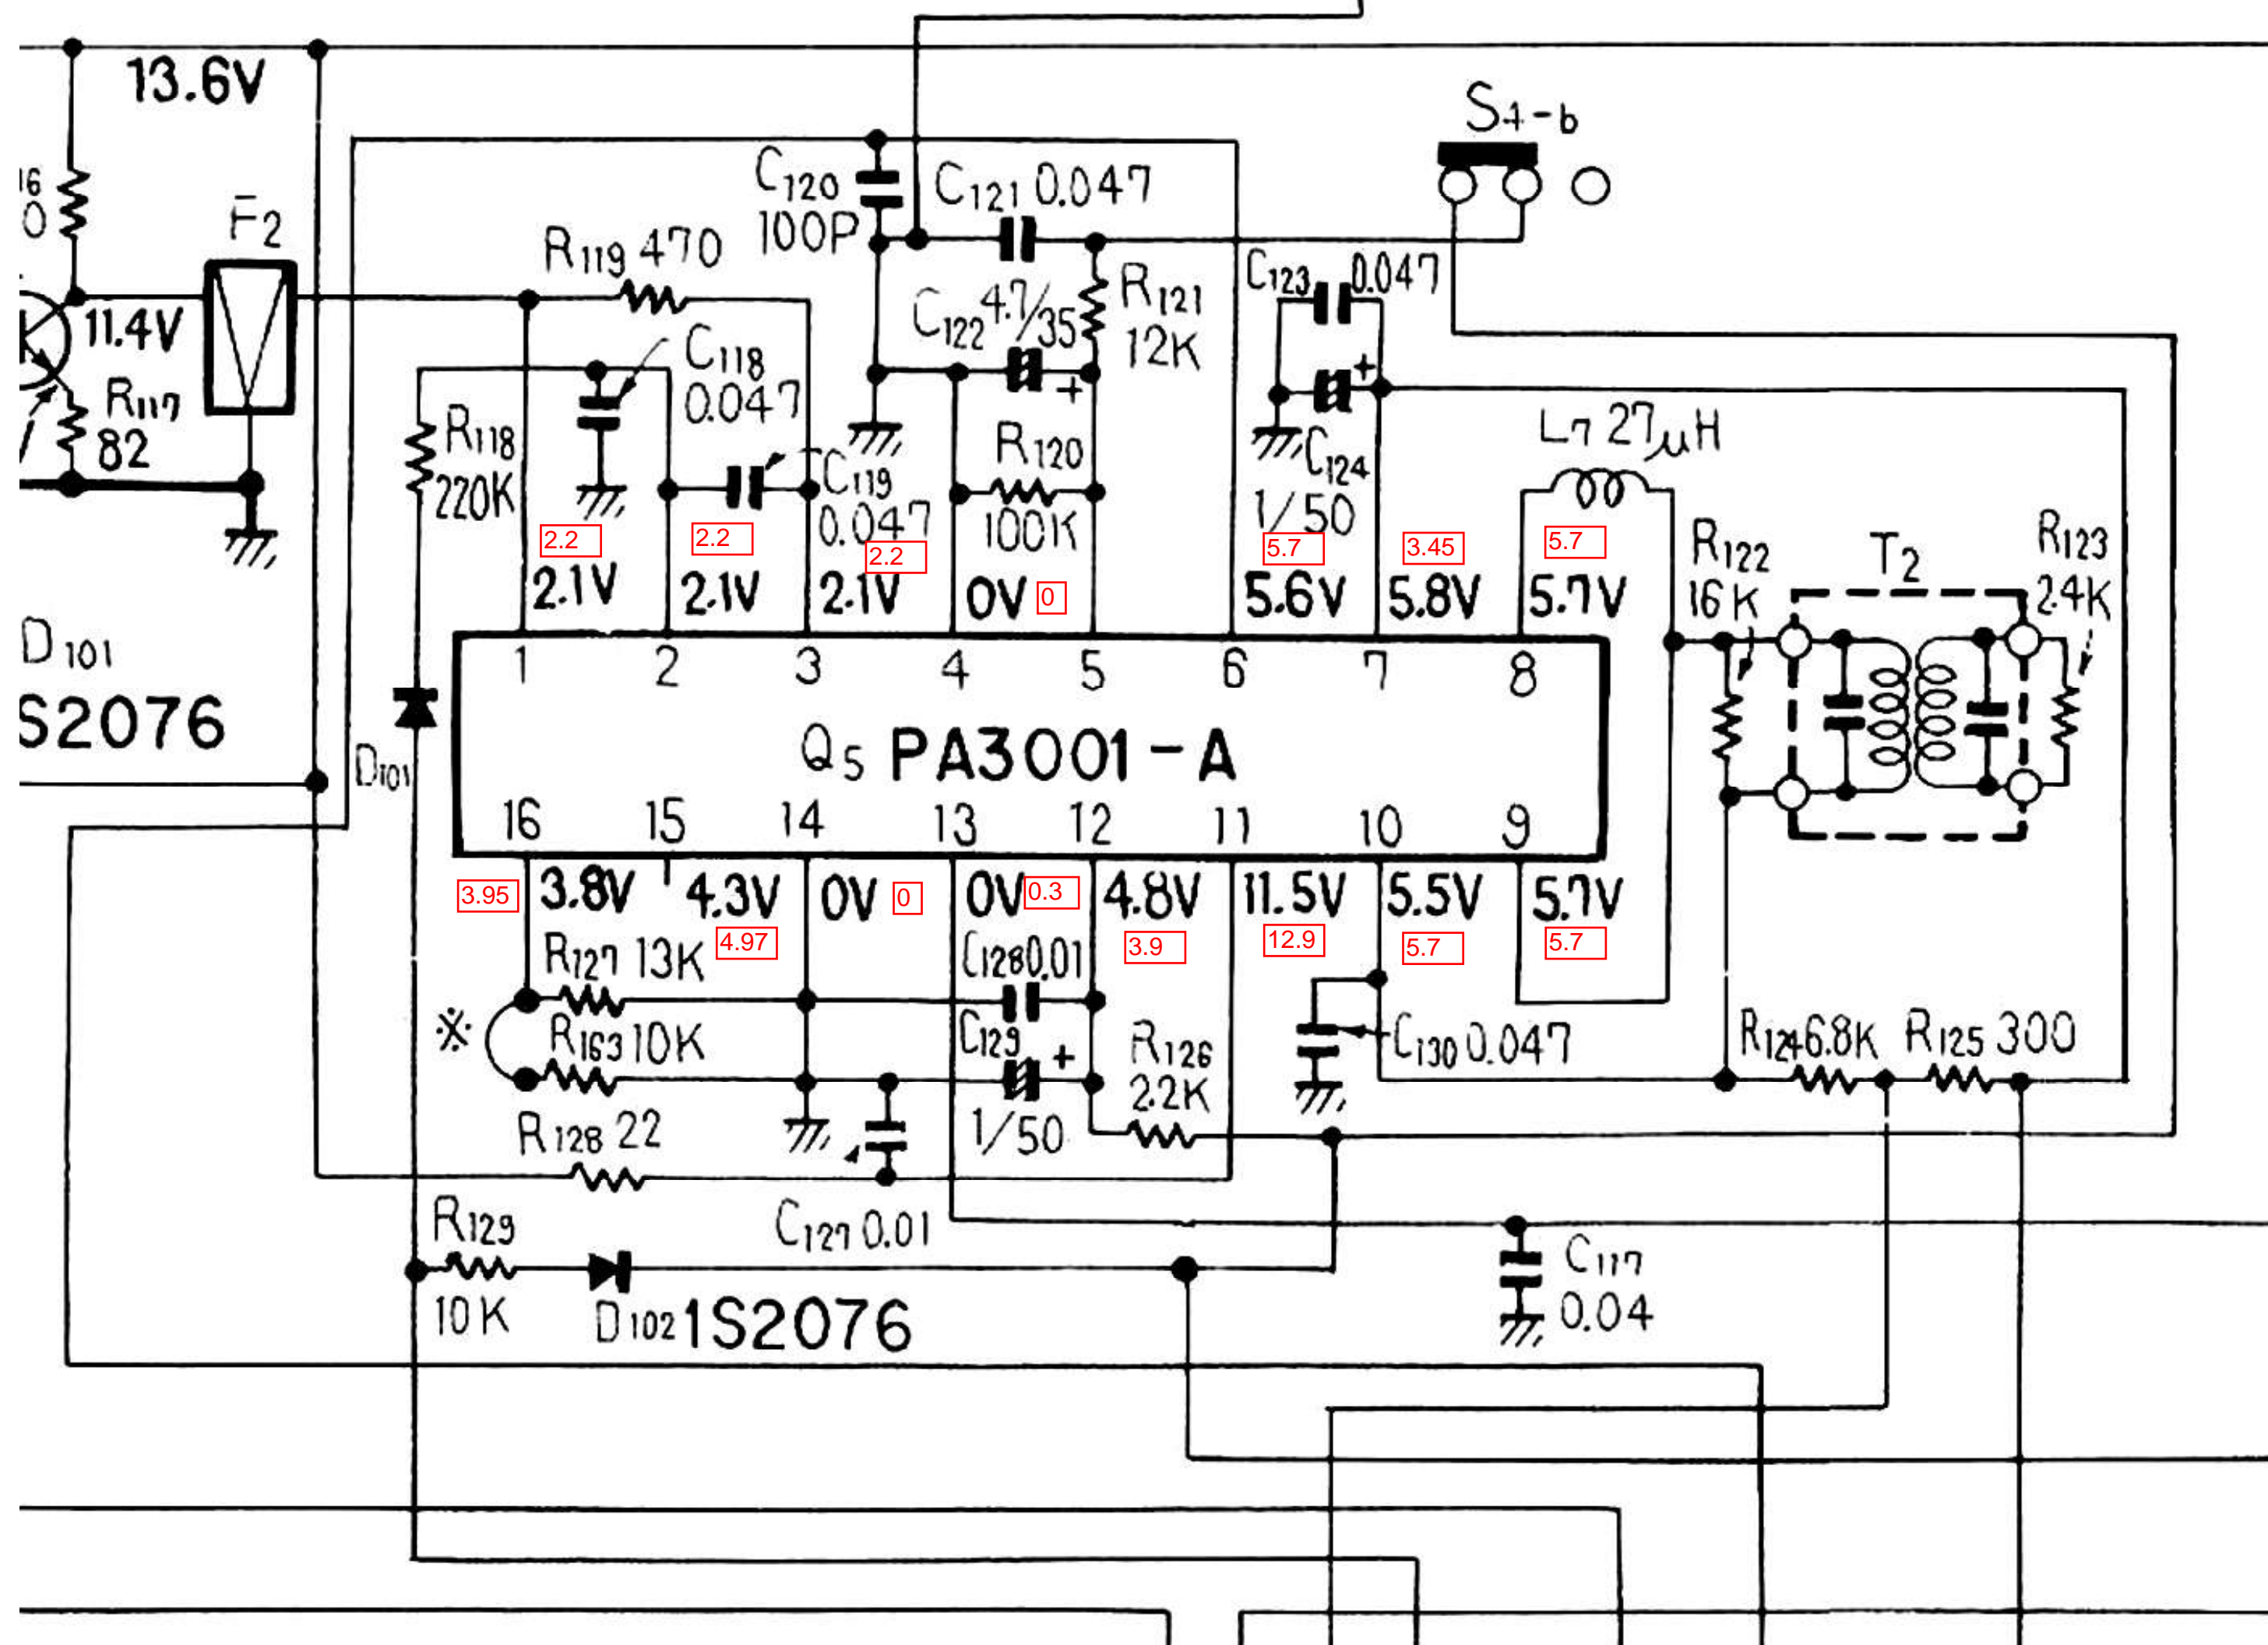 13.6V
S4-b
16
0
F2
C120
100P
C121 0.047
R119 470
C123 0.047
11.4V
C122 4.7/35
R121
12K
C118
0.047
R117
82
R118
220K
C119
0.047
R120
100K
C124
1/50
L7 27μH
R122
16K
T2
R123
2.4K
2.2
2.2
2.2
0
5.7
3.45
5.7
2.1V
2.1V
2.1V
0V
5.6V
5.8V
5.7V
D101
S2076
1
2
3
4
5
6
7
8
D101
Q5 PA3001-A
16
15
14
13
12
11
10
9
3.95
3.8V
4.3V
0V
0
0V
0.3
4.8V
11.5V
5.5V
5.7V
4.97
3.9
12.9
5.7
5.7
R127 13K
C128 0.01
※
R163 10K
C129
+
R126
2.2K
C130 0.047
R124 6.8K
R125 300
R128 22
1/50
R129
10K
C127 0.01
D102 1S2076
C117
0.04